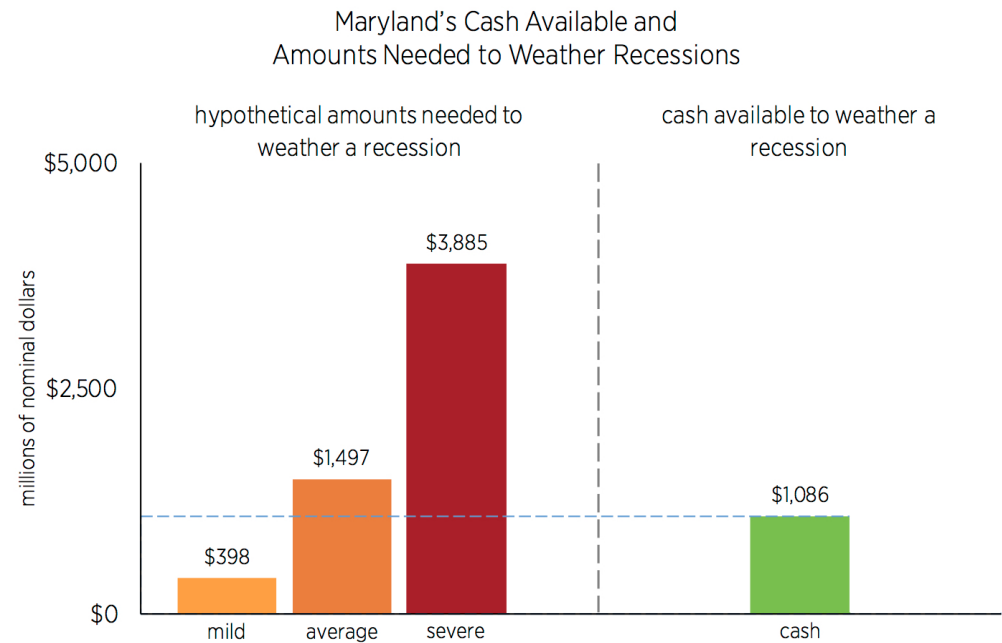 Maryland’s Cash Available and
Amounts Needed to Weather Recessions
hypothetical amounts needed to
weather a recession
cash available to weather a
recession
millions of nominal dollars
$5,000
$2,500
$0
$398
$1,497
$3,885
$1,086
mild
average
severe
cash